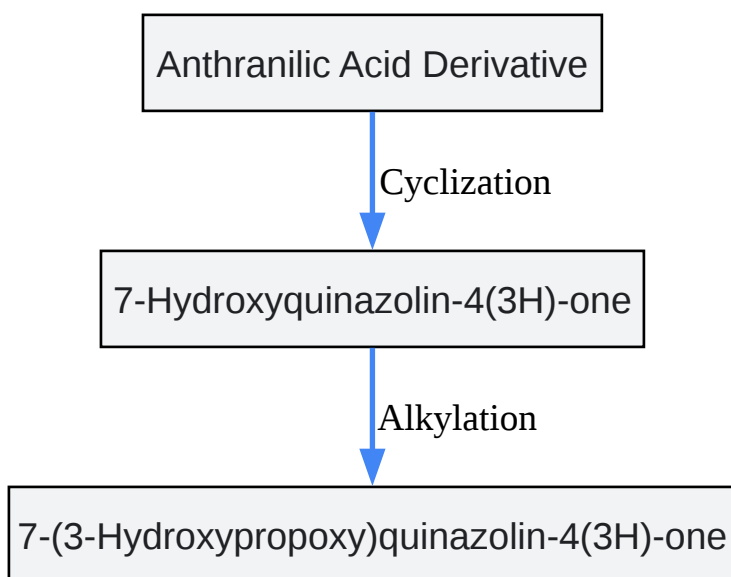 Anthranilic Acid Derivative
Cyclization
7-Hydroxyquinazolin-4(3H)-one
Alkylation
7-(3-Hydroxypropoxy)quinazolin-4(3H)-one